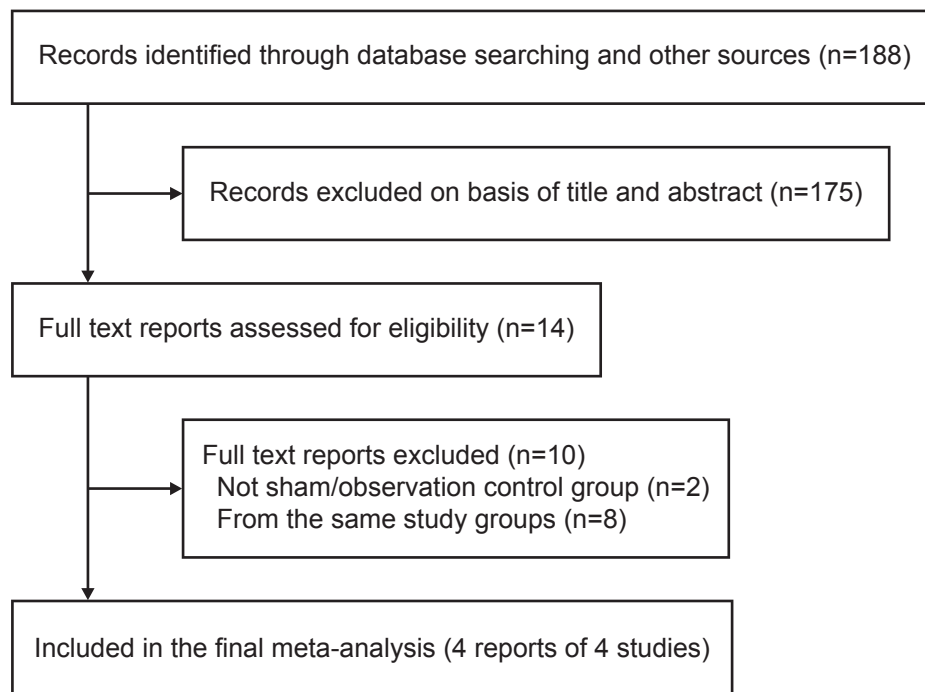 Records identified through database searching and other sources (n=188)
Records excluded on basis of title and abstract (n=175)
Full text reports assessed for eligibility (n=14)
Full text reports excluded (n=10)
Not sham/observation control group (n=2)
From the same study groups (n=8)
Included in the final meta-analysis (4 reports of 4 studies)